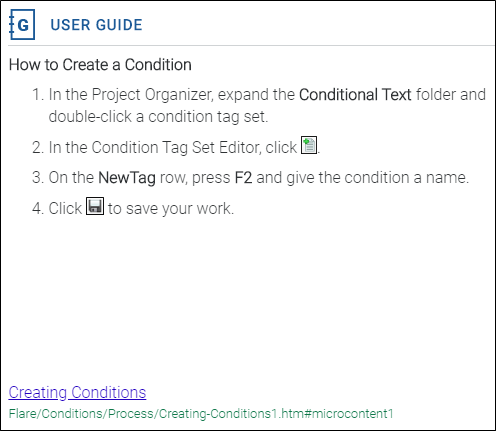 G USER GUIDE
How to Create a Condition
1. In the Project Organizer, expand the Conditional Text folder and
double-click a condition tag set.
2. In the Condition Tag Set Editor, click .
3. On the NewTag row, press F2 and give the condition a name.
4. Click to save your work.
Creating Conditions
Flare/Conditions/Process/Creating-Conditions1.htm#microcontent1